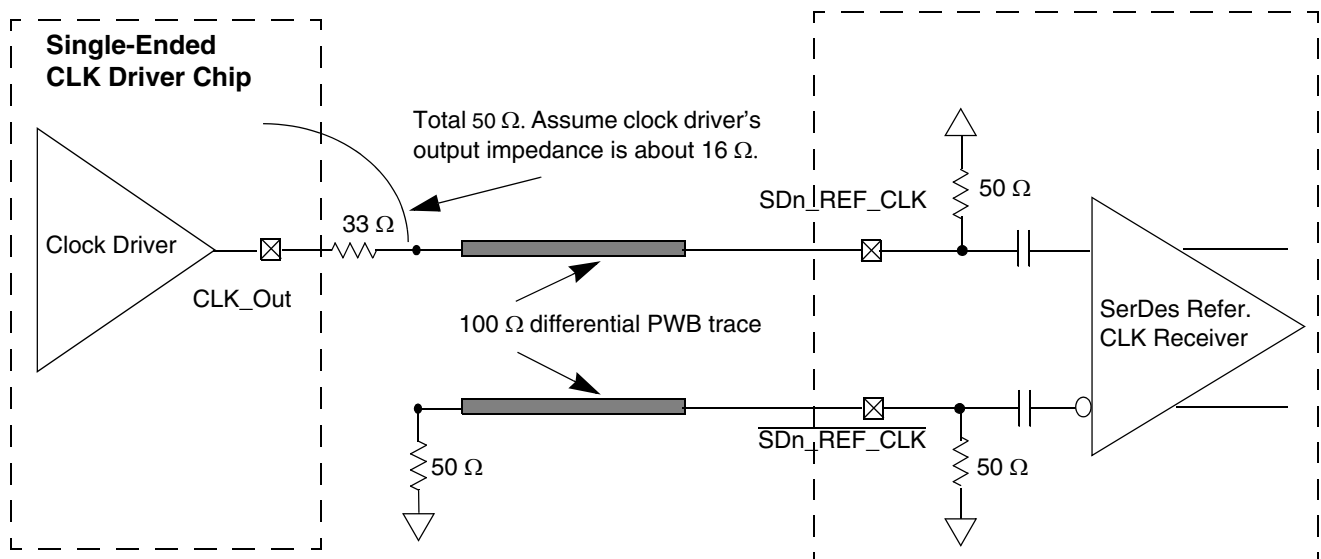 Single-Ended
CLK Driver Chip
Total 50 Ω. Assume clock driver’s
output impedance is about 16 Ω.
SDn_REF_CLK
50 Ω
33 Ω
Clock Driver
CLK_Out
100 Ω differential PWB trace
SerDes Refer.
CLK Receiver
SDn_REF_CLK
50 Ω
50 Ω